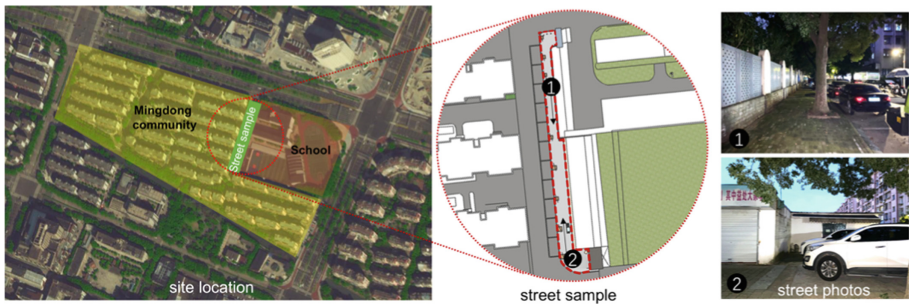 Mingdong
community
Street sample
School
site location
1
2
street sample
1
2
street photos